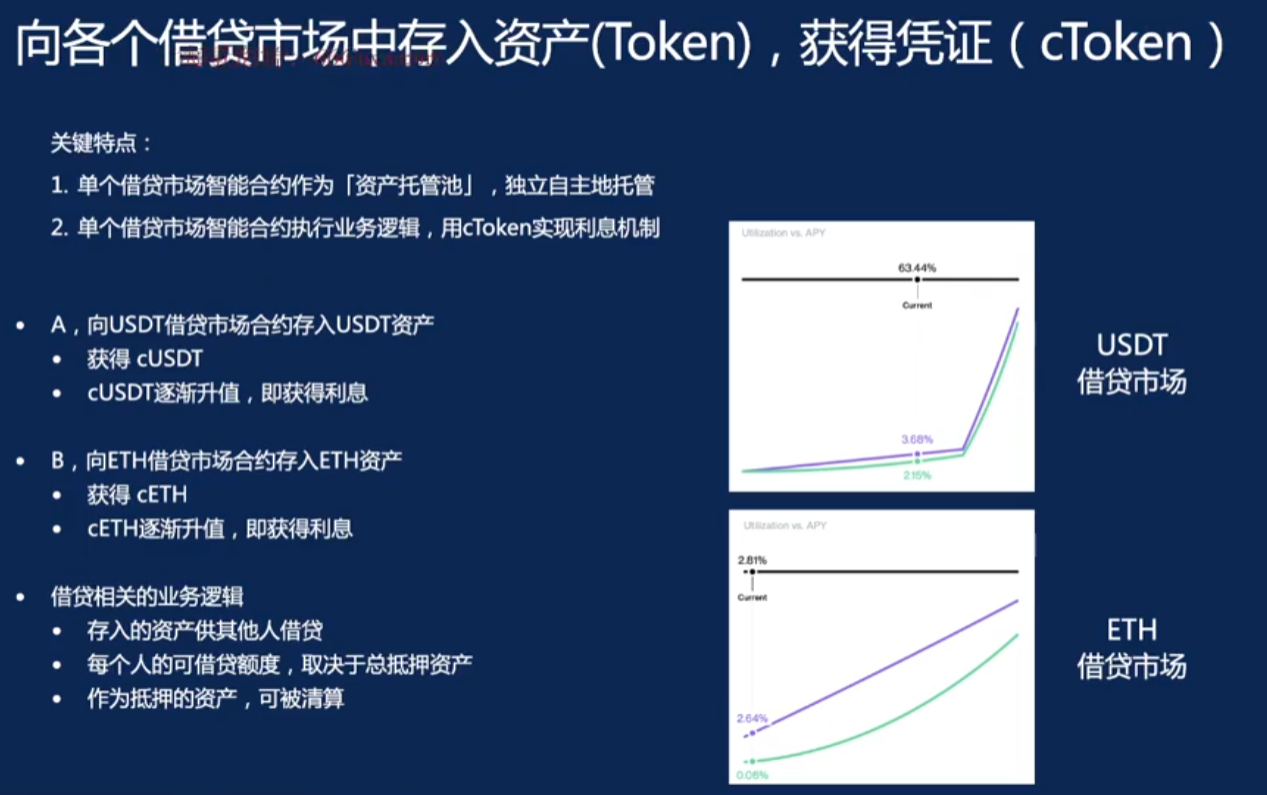 向各个借贷市场中存入资产(Token)，获得凭证（cToken）
关键特点：
1. 单个借贷市场智能合约作为「资产托管池」，独立自主地托管
2. 单个借贷市场智能合约执行业务逻辑，用cToken实现利息机制
• A，向USDT借贷市场合约存入USDT资产
• 获得 cUSDT
• cUSDT逐渐升值，即获得利息
• B，向ETH借贷市场合约存入ETH资产
• 获得 cETH
• cETH逐渐升值，即获得利息
• 借贷相关的业务逻辑
• 存入的资产供其他人借贷
• 每个人的可借贷额度，取决于总抵押资产
• 作为抵押的资产，可被清算
Utilization vs. APY
63.44%
Current
3.68%
2.15%
USDT
借贷市场
Utilization vs. APY
2.81%
Current
2.64%
0.06%
ETH
借贷市场